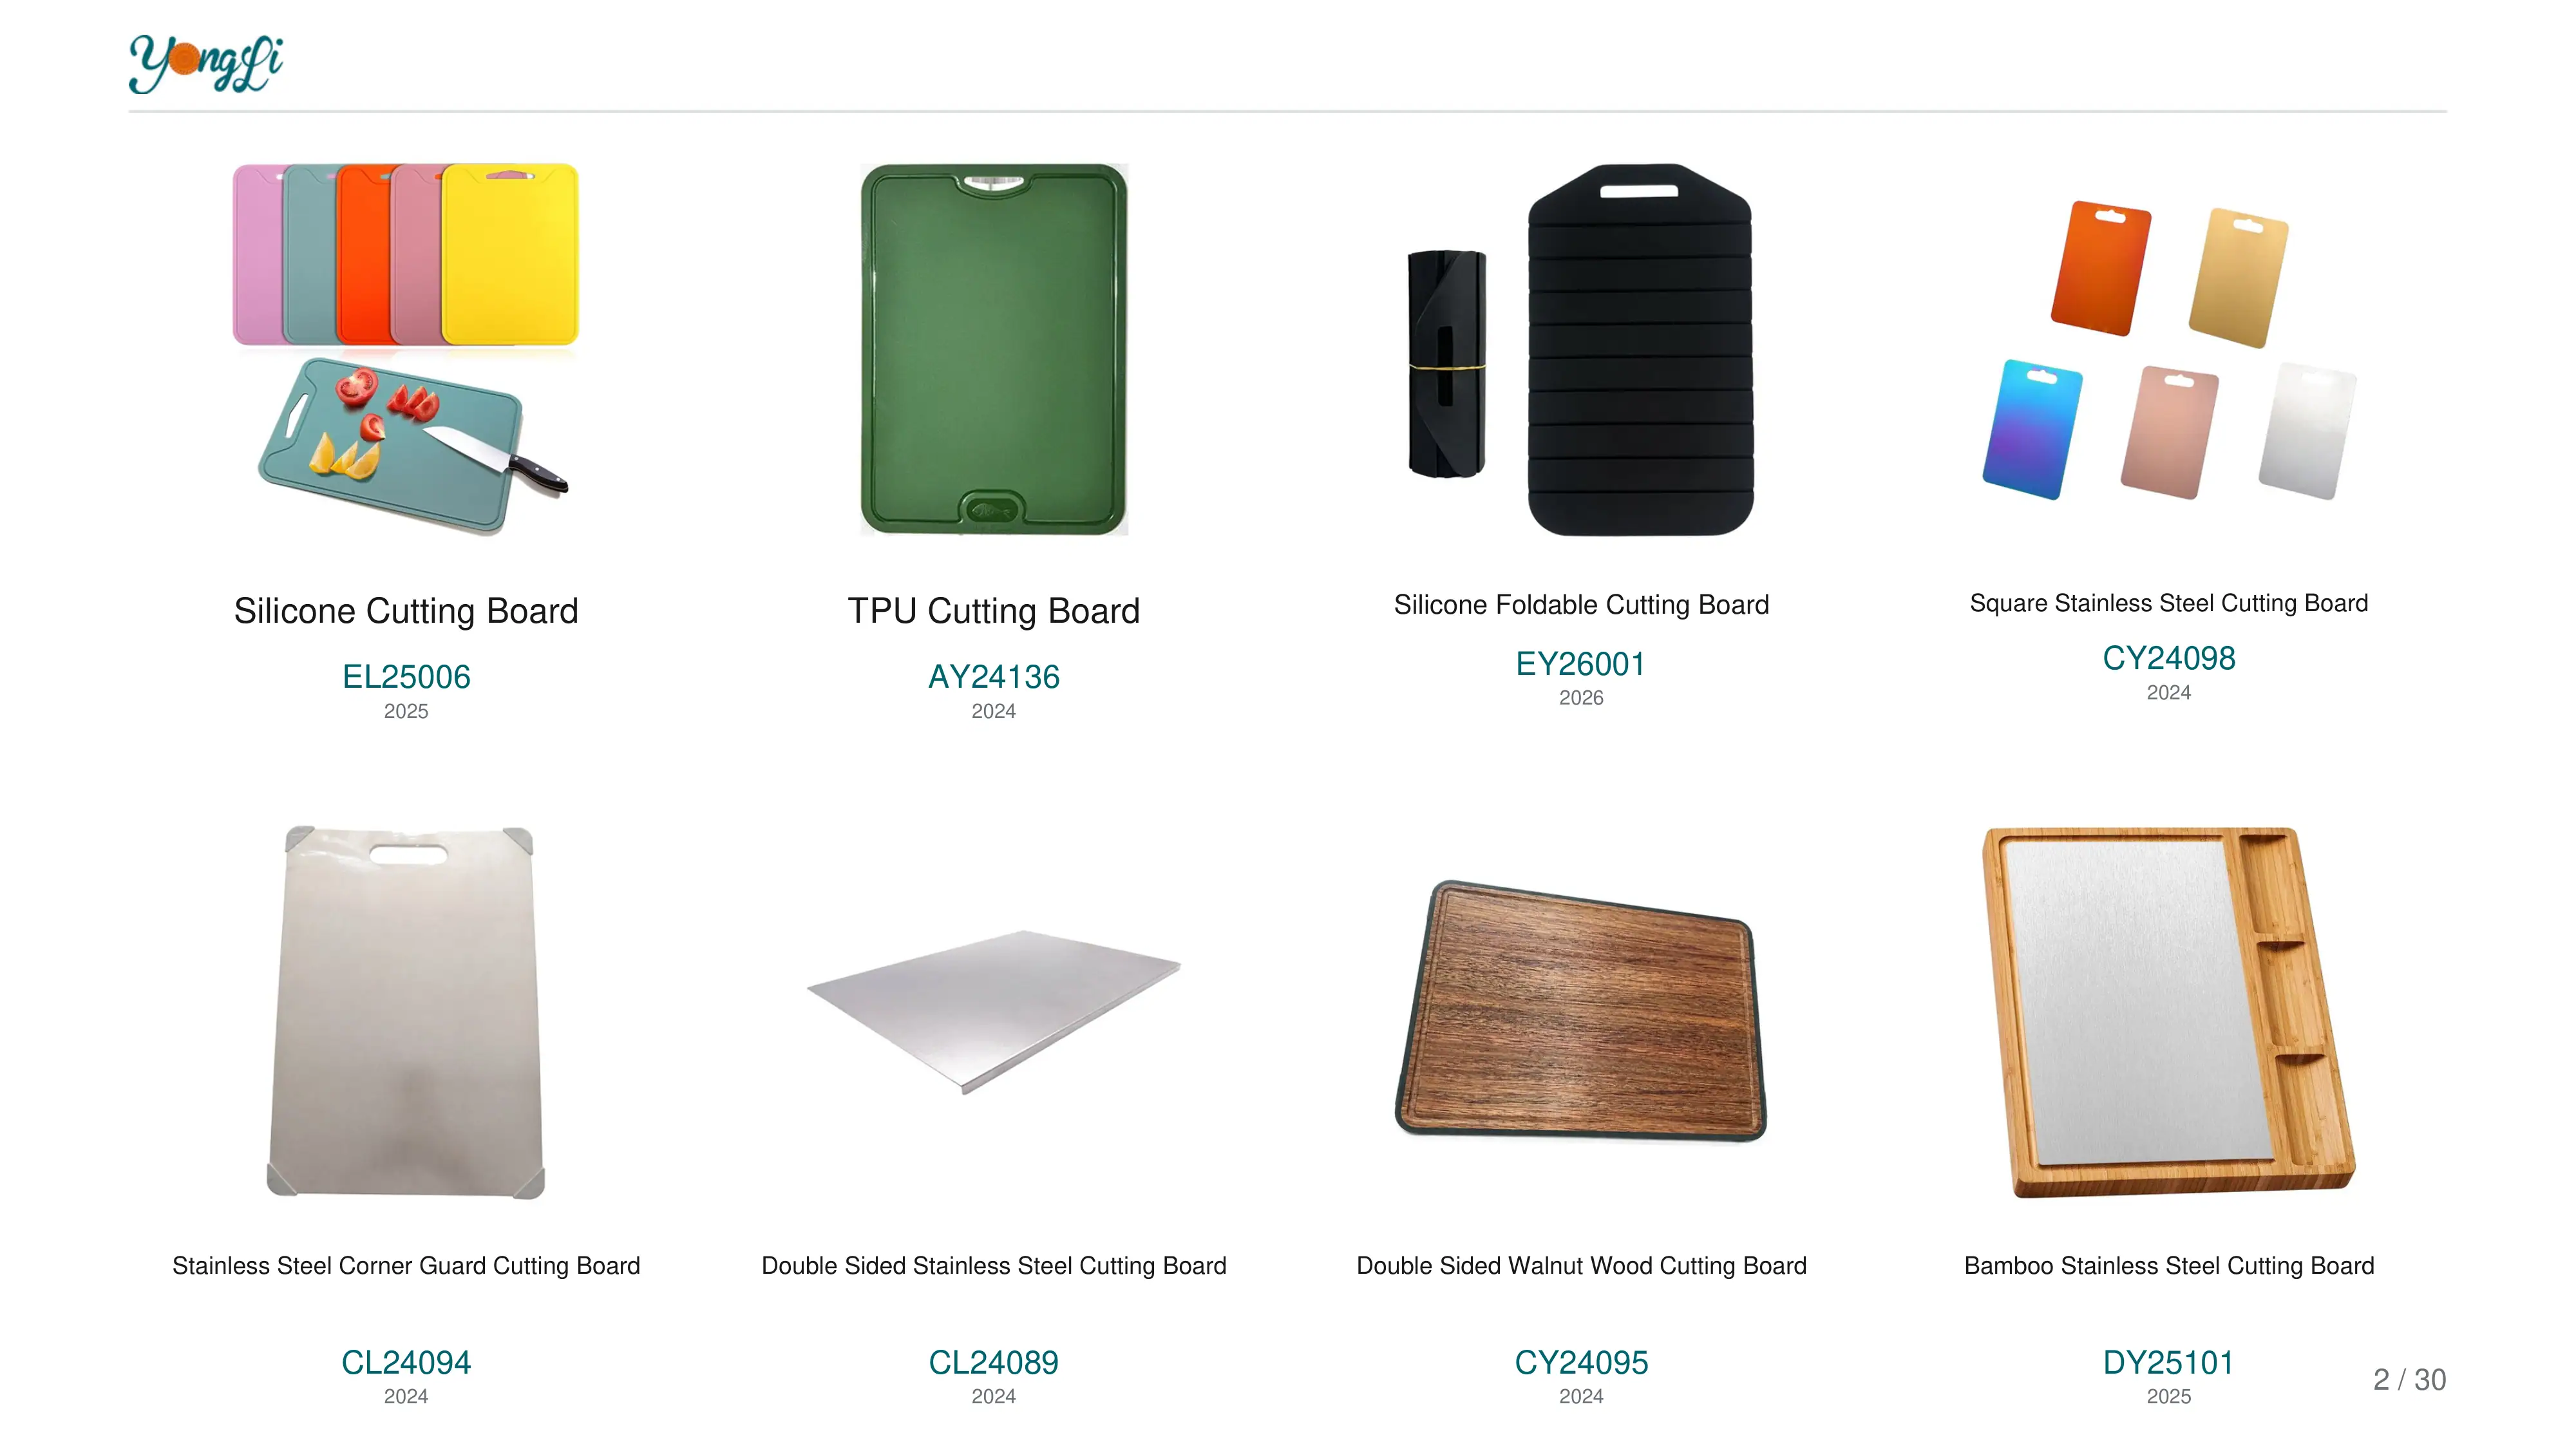 YongLi
Silicone Cutting Board
EL25006
2025
TPU Cutting Board
AY24136
2024
Silicone Foldable Cutting Board
EY26001
2026
Square Stainless Steel Cutting Board
CY24098
2024
Stainless Steel Corner Guard Cutting Board
CL24094
2024
Double Sided Stainless Steel Cutting Board
CL24089
2024
Double Sided Walnut Wood Cutting Board
CY24095
2024
Bamboo Stainless Steel Cutting Board
DY25101
2025
2 / 30